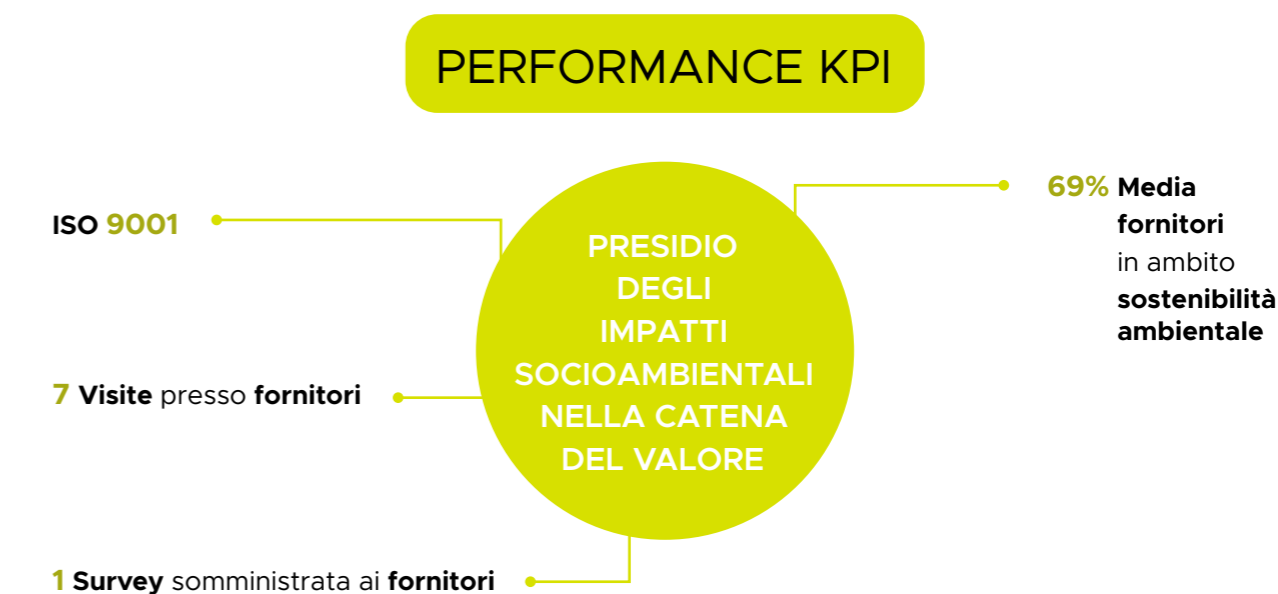 PERFORMANCE KPI
ISO 9001
7 Visite presso fornitori
1 Survey somministrata ai fornitori
PRESIDIO
DEGLI
IMPATTI
SOCIOAMBIENTALI
NELLA CATENA
DEL VALORE
69% Media
fornitori
in ambito
sostenibilità
ambientale